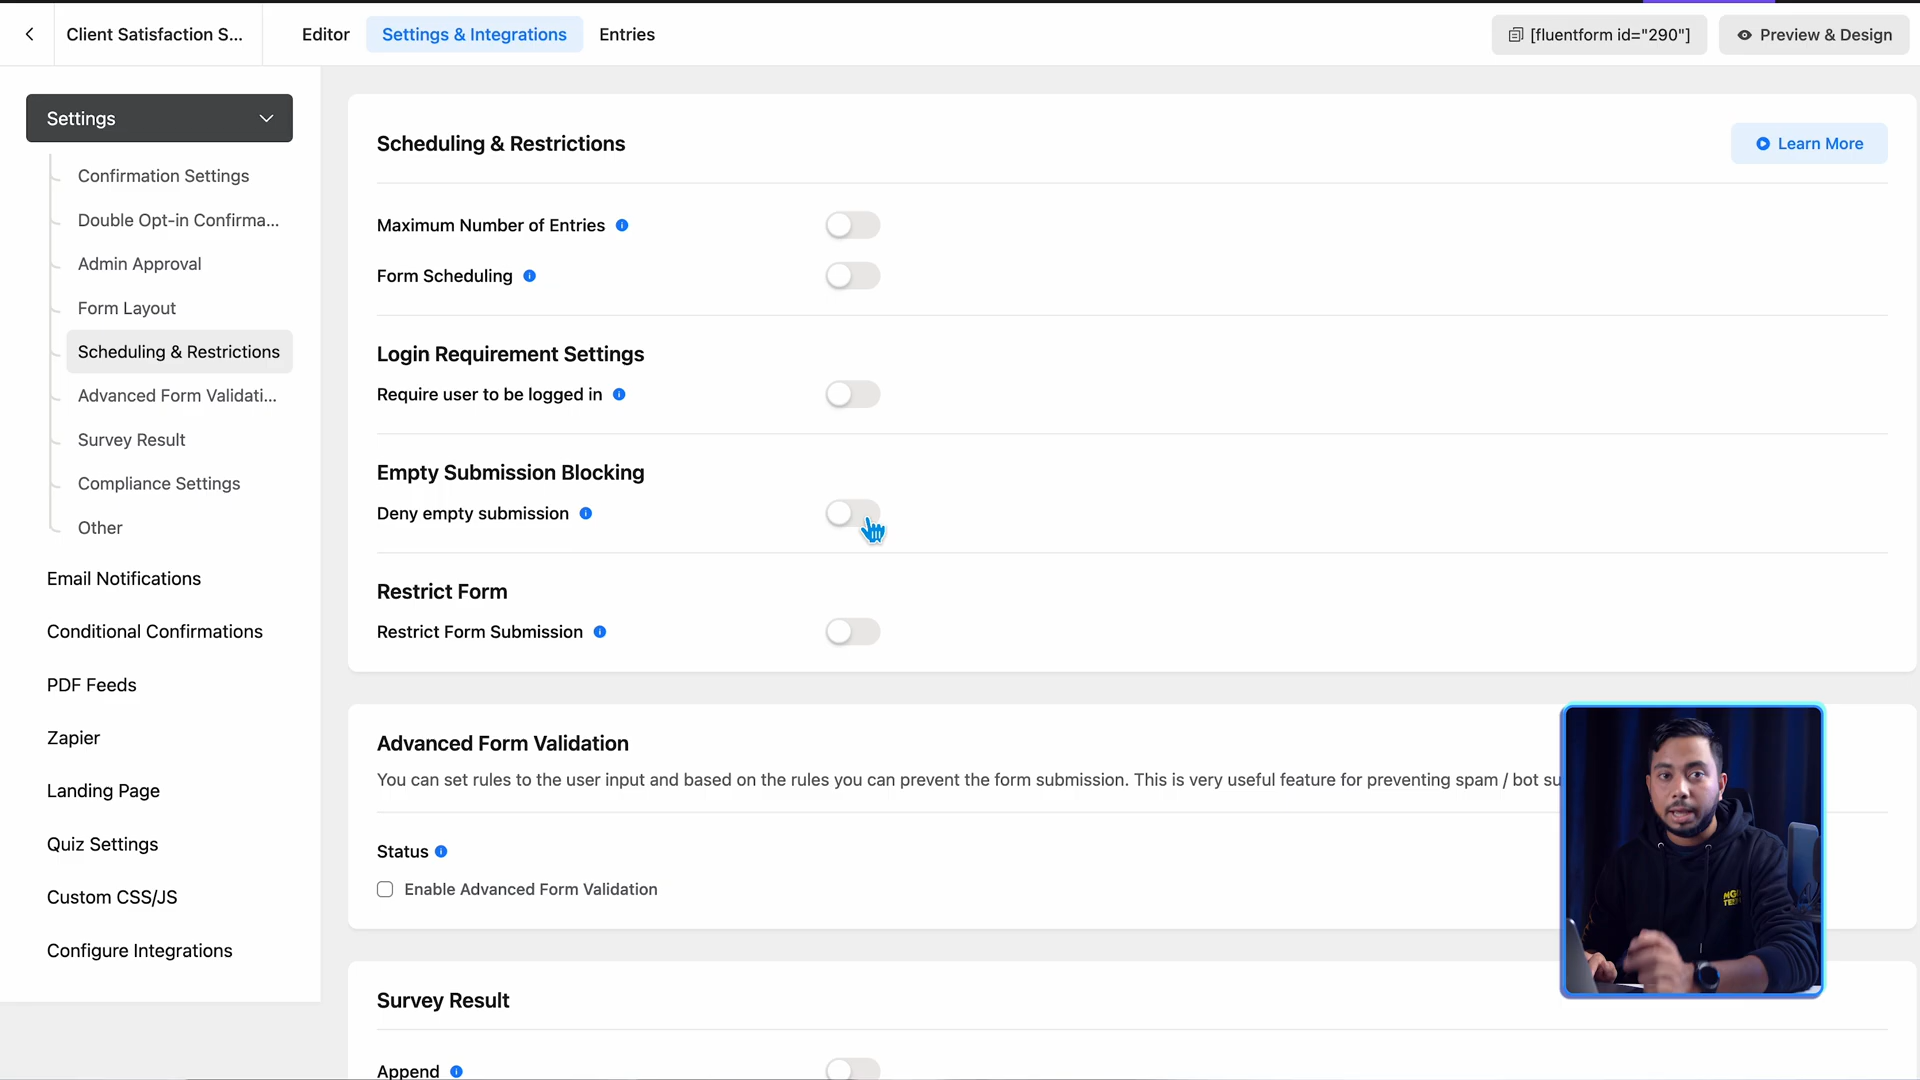 Client Satisfaction S...
Editor
Settings & Integrations
Entries
[fluentform id="290"]
Preview & Design
Settings
Confirmation Settings
Double Opt-in Confirma...
Admin Approval
Form Layout
Scheduling & Restrictions
Advanced Form Validati...
Survey Result
Compliance Settings
Other
Email Notifications
Conditional Confirmations
PDF Feeds
Zapier
Landing Page
Quiz Settings
Custom CSS/JS
Configure Integrations
Scheduling & Restrictions
Learn More
Maximum Number of Entries
Form Scheduling
Login Requirement Settings
Require user to be logged in
Empty Submission Blocking
Deny empty submission
Restrict Form
Restrict Form Submission
Advanced Form Validation
You can set rules to the user input and based on the rules you can prevent the form submission. This is very useful feature for preventing spam / bot su
Status
Enable Advanced Form Validation
Survey Result
Append